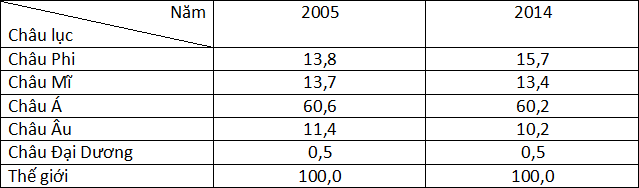 Năm 2005 2014
Châu lục
Châu Phi 13,8 15,7
Châu Mĩ 13,7 13,4
Châu Á 60,6 60,2
Châu Âu 11,4 10,2
Châu Đại Dương 0,5 0,5
Thế giới 100,0 100,0